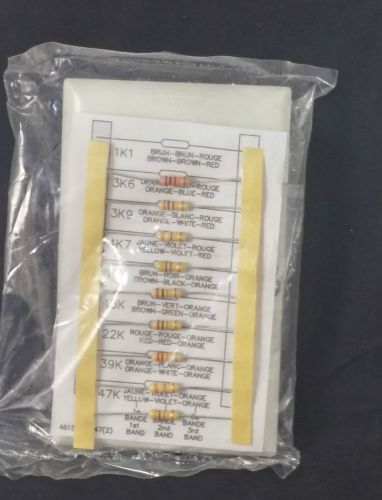 1K1
BRUN-BRUN-ROUGE
BROWN-BROWN-RED
3K6
ORANGE-BLUE-RED
3K9
ORANGE-BLANC-ROUGE
ORANGE-WHITE-RED
4K7
JAUNE-VIOLET-ROUGE
YELLOW-VIOLET-RED
BRUN-NOIR-ORANGE
BROWN-BLACK-ORANGE
15K
BRUN-VERT-ORANGE
BROWN-GREEN-ORANGE
22K
ROUGE-ROUGE-ORANGE
RED-RED-ORANGE
39K
ORANGE-BLANC-ORANGE
ORANGE-WHITE-ORANGE
47K
JAUNE-VIOLET-ORANGE
YELLOW-VIOLET-ORANGE
BANDE BANDE BANDE
1st 2nd 3rd
BAND BAND BAND
47(2)